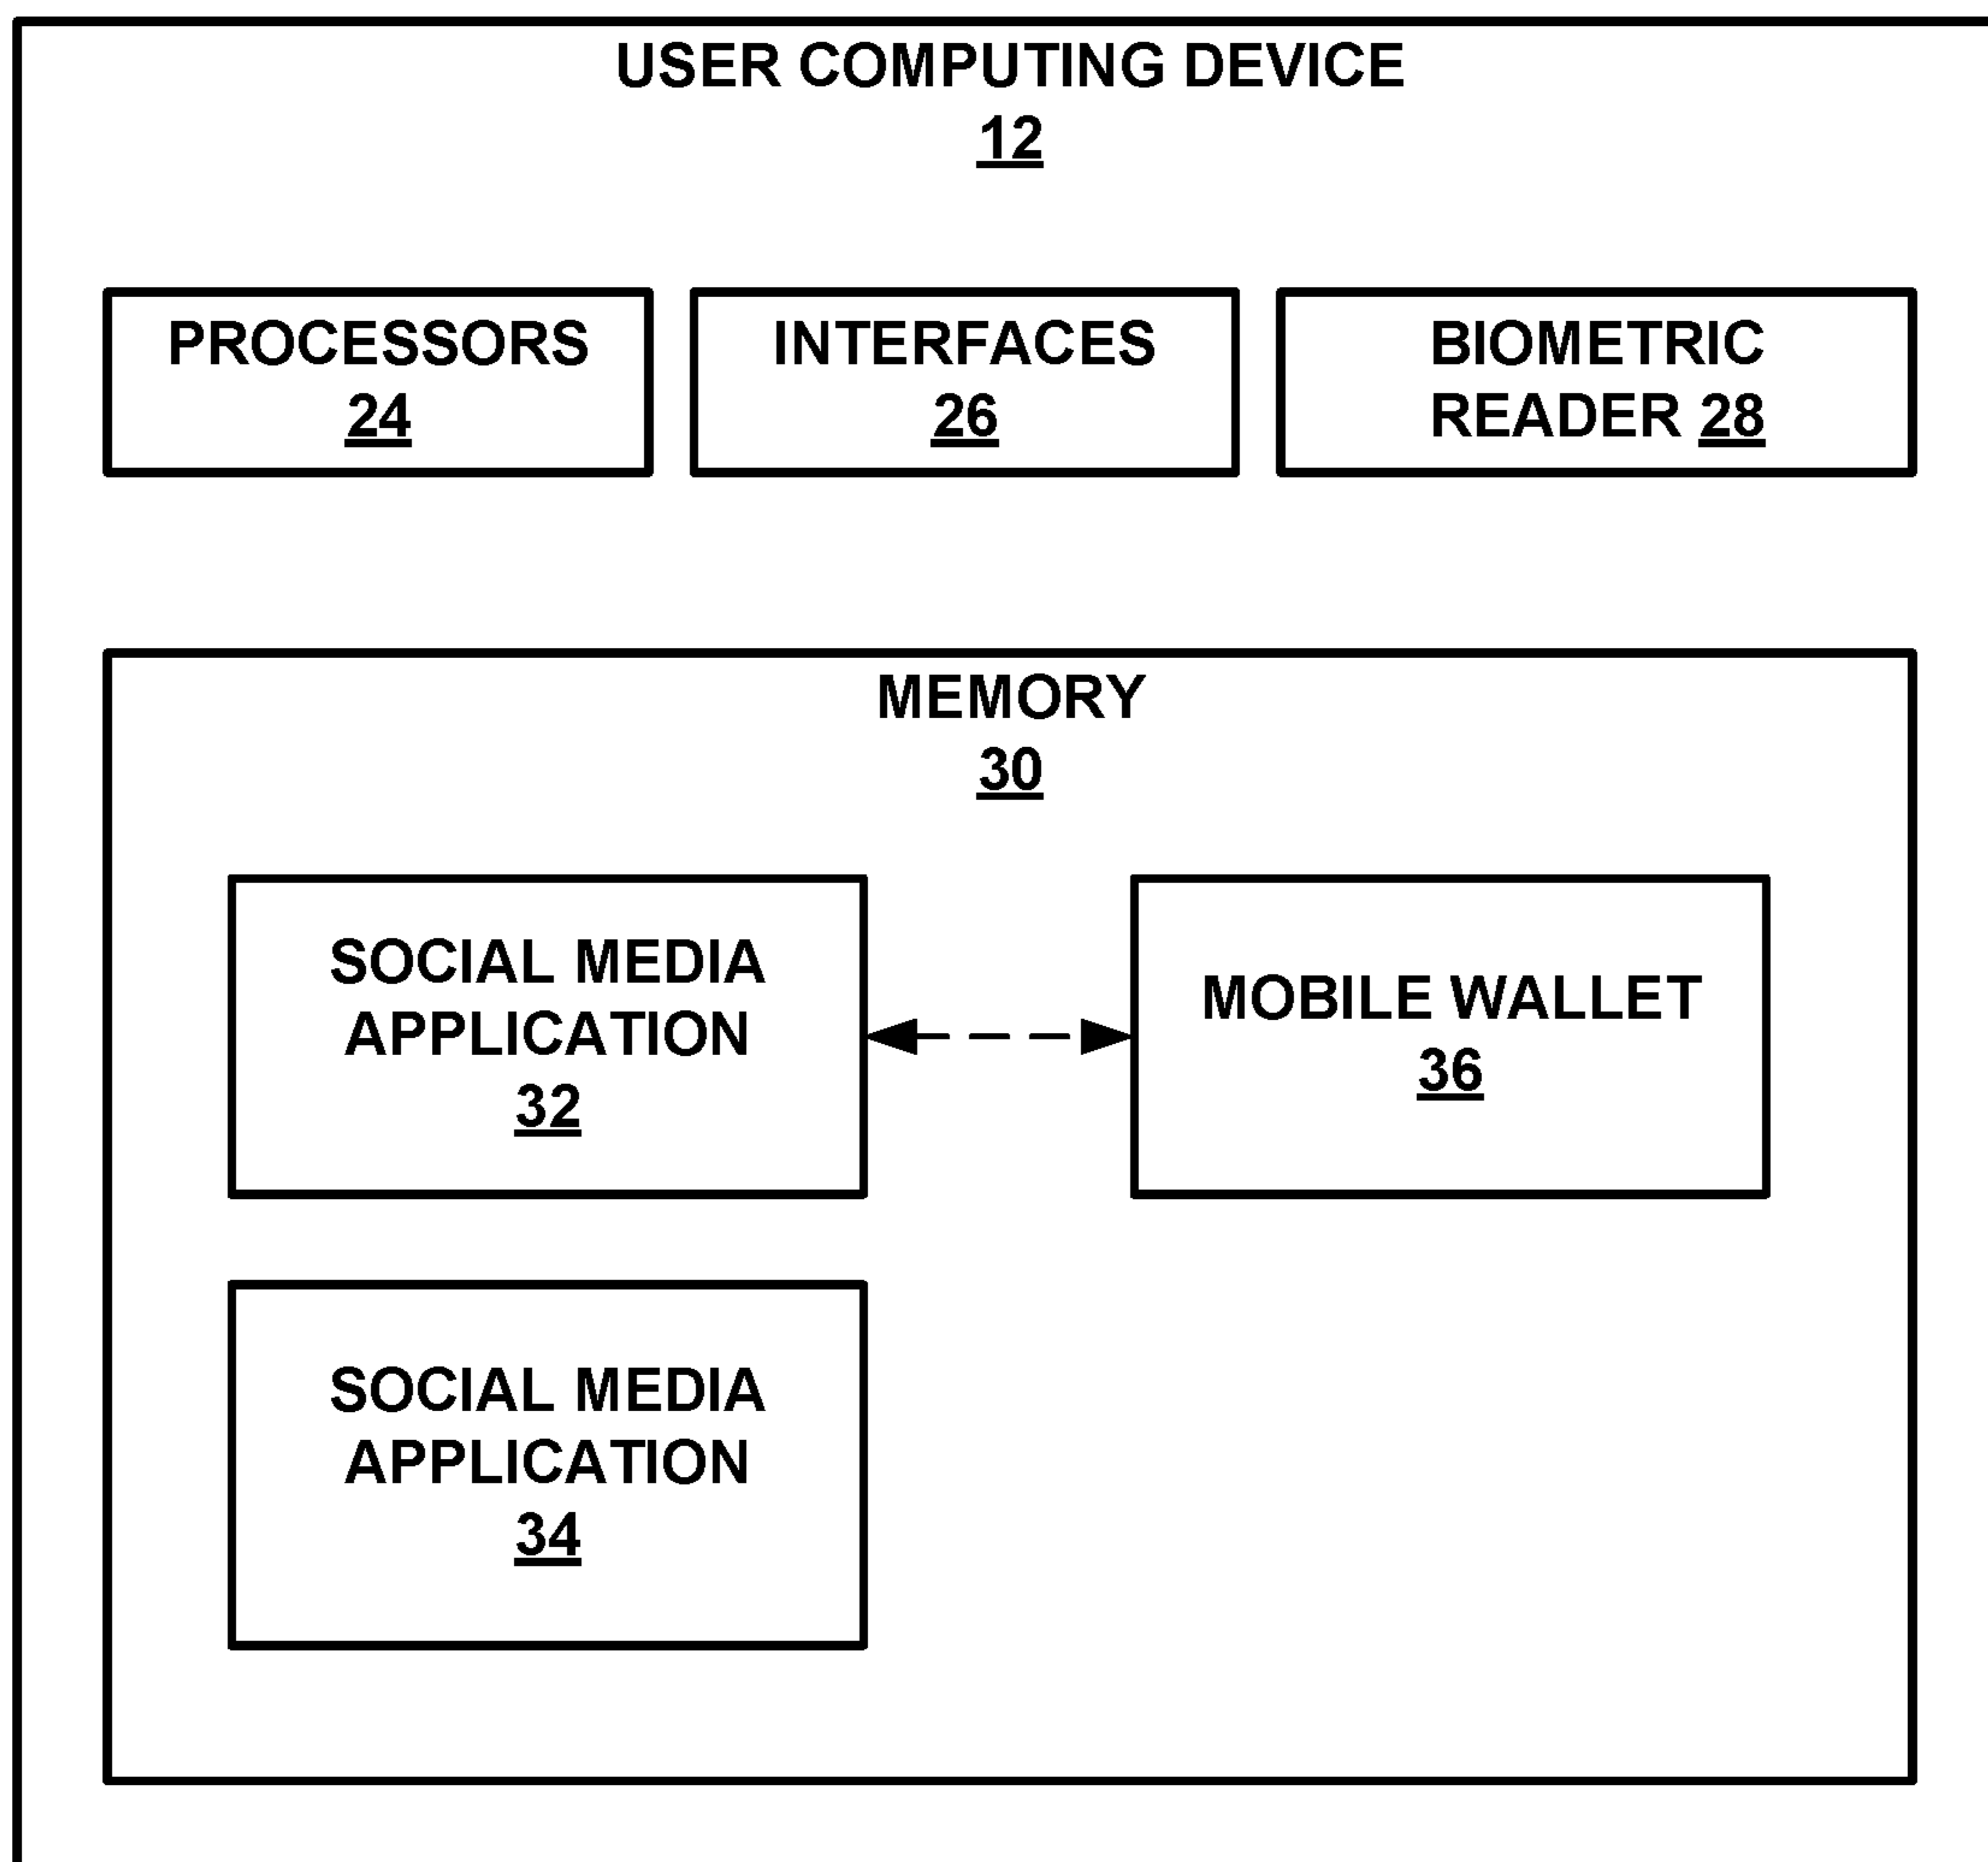 USER COMPUTING DEVICE
12
PROCESSORS
24
INTERFACES
26
BIOMETRIC
READER 28
MEMORY
30
SOCIAL MEDIA
APPLICATION
32
MOBILE WALLET
36
SOCIAL MEDIA
APPLICATION
34